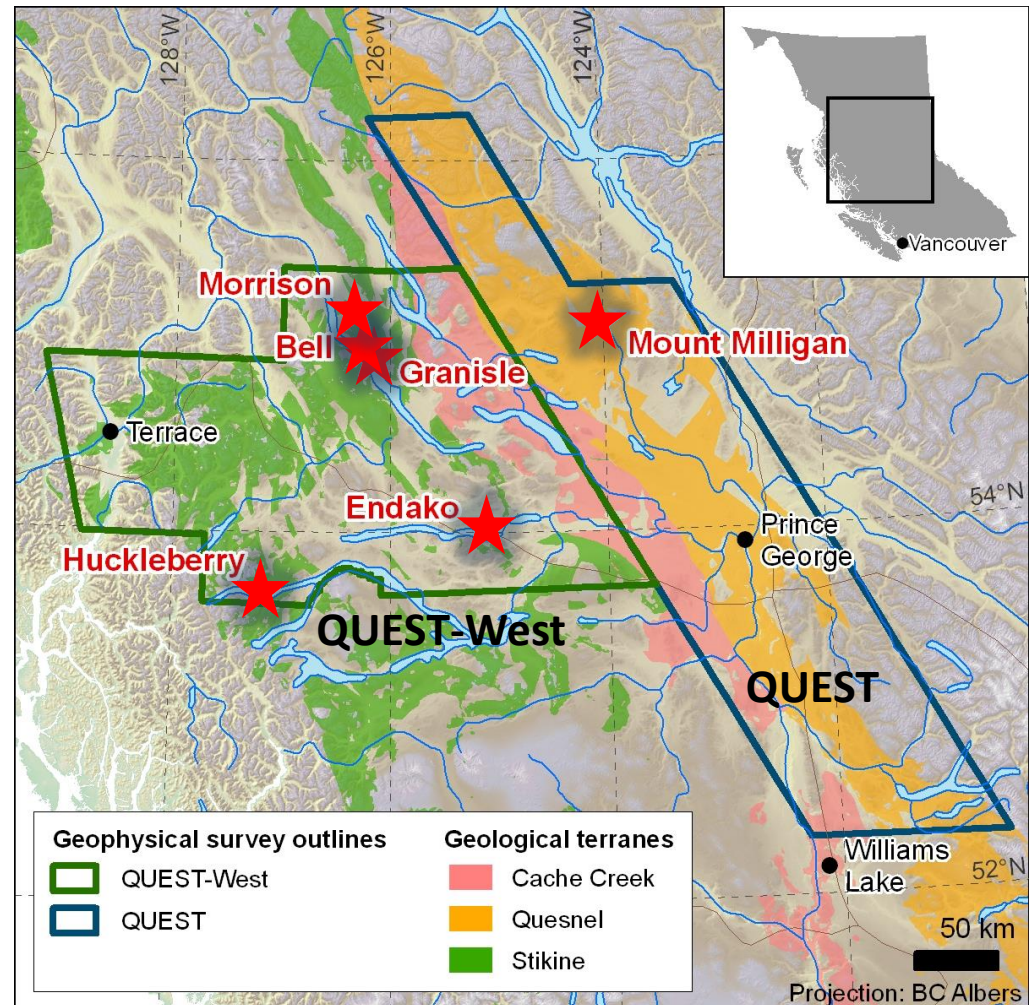 128°W
126°W
124°W
Vancouver
Morrison
Bell
Granisle
Mount Milligan
Terrace
Endako
54°N
Prince
George
Huckleberry
QUEST-West
QUEST
Williams
Lake
52°N
50 km
Projection: BC Albers
Geophysical survey outlines
QUEST-West
QUEST
Geological terranes
Cache Creek
Quesnel
Stikine